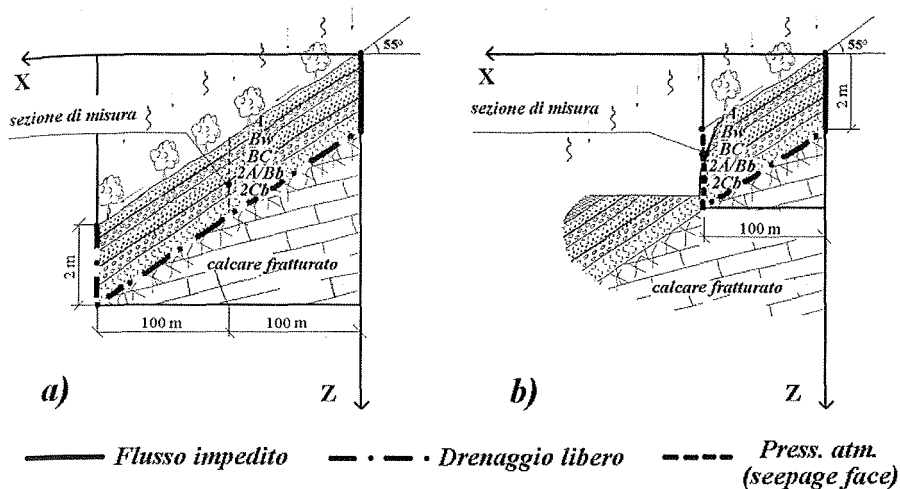 55°
X
sezione di misura
A
Bw
BC
2A/Bb
2Cb
2 m
calcare fratturato
100 m
100 m
a)
Z
55°
X
2 m
sezione di misura
A
Bw
BC
2A/Bb
2Cb
100 m
calcare fratturato
b)
Z
Flusso impedito
Drenaggio libero
Press. atm.
(seepage face)